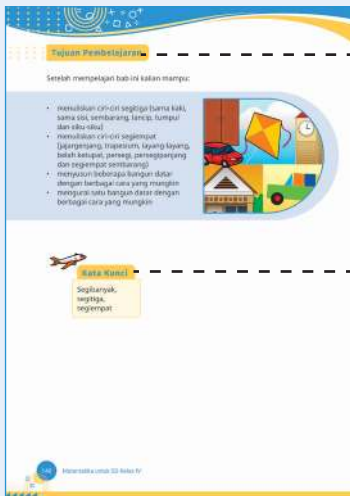 Tujuan Pembelajaran
Setelah mempelajari bab ini kalian mampu:
• menuliskan ciri-ciri segitiga (sama kaki,
sama sisi, sembarang, lancip, tumpul
dan siku-siku)
• menuliskan ciri-ciri segiempat
(jajargenjang, trapesium, layang-layang,
belah ketupat, persegi, persegipanjang
dan segiempat sembarang)
• menyusun beberapa bangun datar
dengan berbagai cara yang mungkin
• mengurai satu bangun datar dengan
berbagai cara yang mungkin
Kata Kunci
Segibanyak,
segitiga,
segiempat
Matematika untuk SD Kelas IV